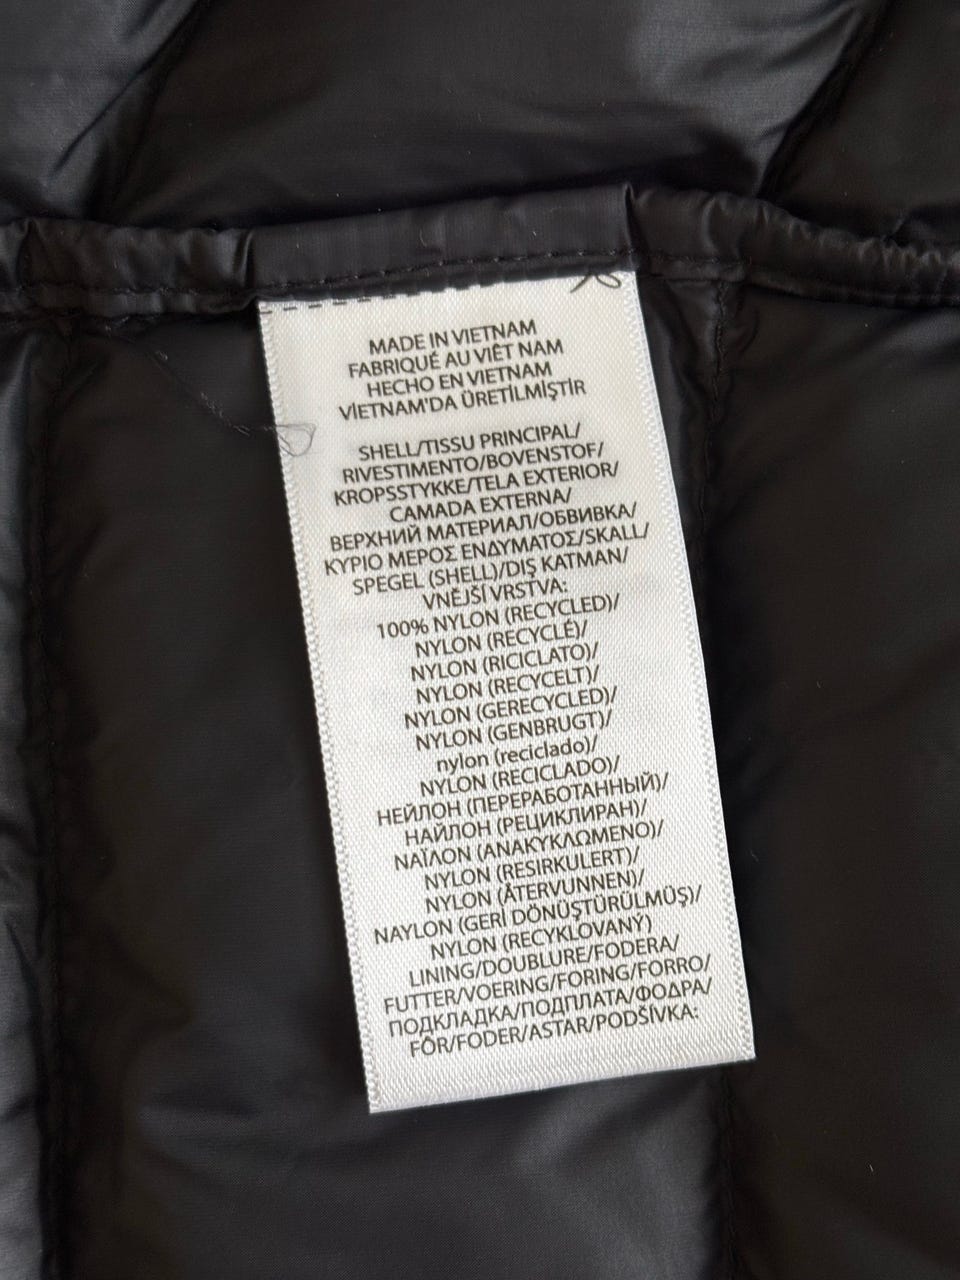 MADE IN VIETNAM
FABRIQUÉ AU VIÊT NAM
HECHO EN VIETNAM
VİETNAM'DA ÜRETİLMİŞTİR
SHELL/TISSU PRINCIPAL/
RIVESTIMENTO/BOVENSTOF/
KROPSSTYKKE/TELA EXTERIOR/
CAMADA EXTERNA/
ВЕРХНИЙ МАТЕРИАЛ/ОБВИВКА/
ΚΥΡΙΟ ΜΕΡΟΣ ΕΝΔΥΜΑΤΟΣ/SKALL/
SPEGEL (SHELL)/DIŞ KATMAN/
VNĚJŠÍ VRSTVA:
100% NYLON (RECYCLED)/
NYLON (RECYCLÉ)/
NYLON (RICICLATO)/
NYLON (RECYCELT)/
NYLON (GERECYCLED)/
NYLON (GENBRUGT)/
nylon (reciclado)/
NYLON (RECICLADO)/
НЕЙЛОН (ПЕРЕРАБОТАННЫЙ)/
НАЙЛОН (РЕЦИКЛИРАН)/
ΝΑΪΛΟΝ (ΑΝΑΚΥΚΛΩΜΕΝΟ)/
NYLON (RESIRKULERT)/
NYLON (ÅTERVUNNEN)/
NAYLON (GERİ DÖNÜŞTÜRÜLMÜŞ)/
NYLON (RECYKLOVANÝ)
LINING/DOUBLURE/FODERA/
FUTTER/VOERING/FORING/FORRO/
ПОДКЛАДКА/ПОДПЛАТА/ΦΟΔΡΑ/
FÔR/FODER/ASTAR/PODŠÍVKA: